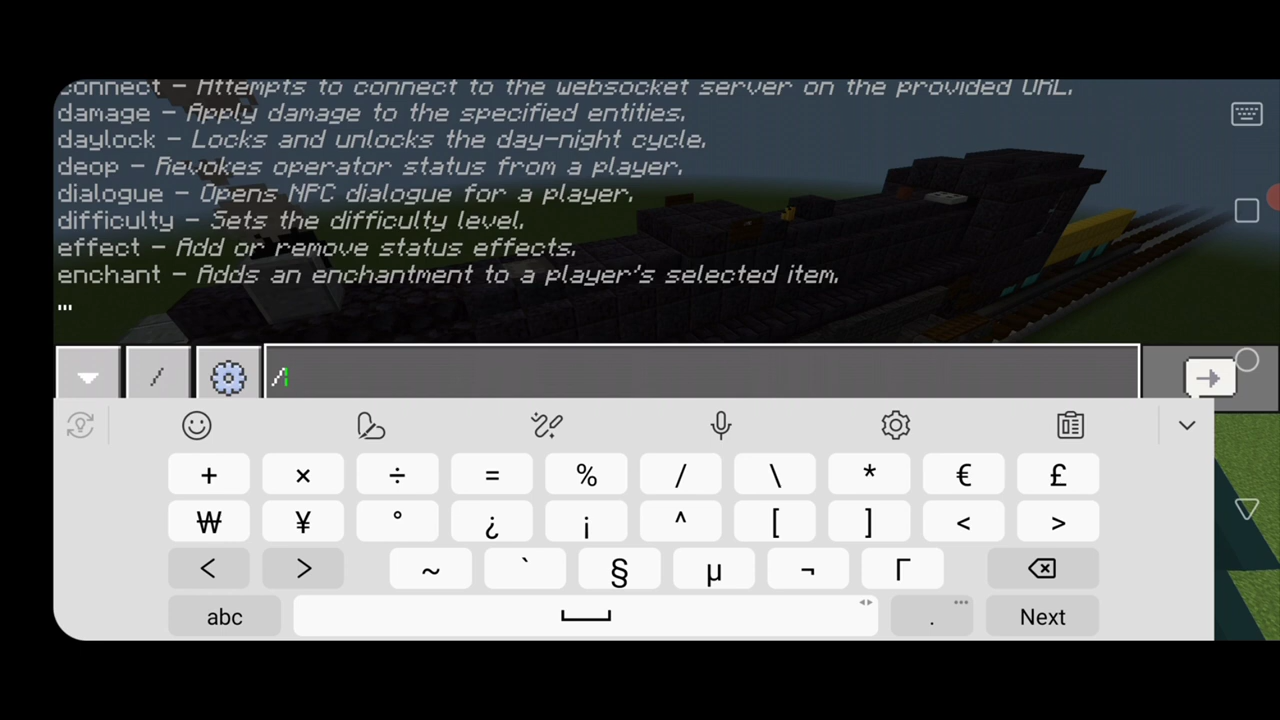 connect - Attempts to connect to the websocket server on the provided URL.
damage - Apply damage to the specified entities.
daylock - Locks and unlocks the day-night cycle.
deop - Revokes operator status from a player.
dialogue - Opens NPC dialogue for a player.
difficulty - Sets the difficulty level.
effect - Add or remove status effects.
enchant - Adds an enchantment to a player's selected item.
...
/ /
+ × ÷ = % / \ * € £
₩ ¥ ° ¿ ¡ ^ [ ] < >
< > ~ ` § µ ¬ Γ
abc . Next